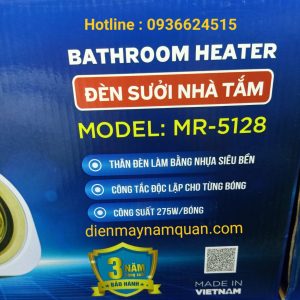 Hotline : 0936624515
BATHROOM HEATER
ĐÈN SƯỞI NHÀ TẮM
MODEL: MR-5128
THÂN ĐÈN LÀM BẰNG NHỰA SIÊU BỀN
CÔNG TẮC ĐỘC LẬP CHO TỪNG BÓNG
CÔNG SUẤT 275W/BÓNG
dienmaynamquan.com
3 NĂM
BẢO HÀNH
MADE IN
VIETNAM